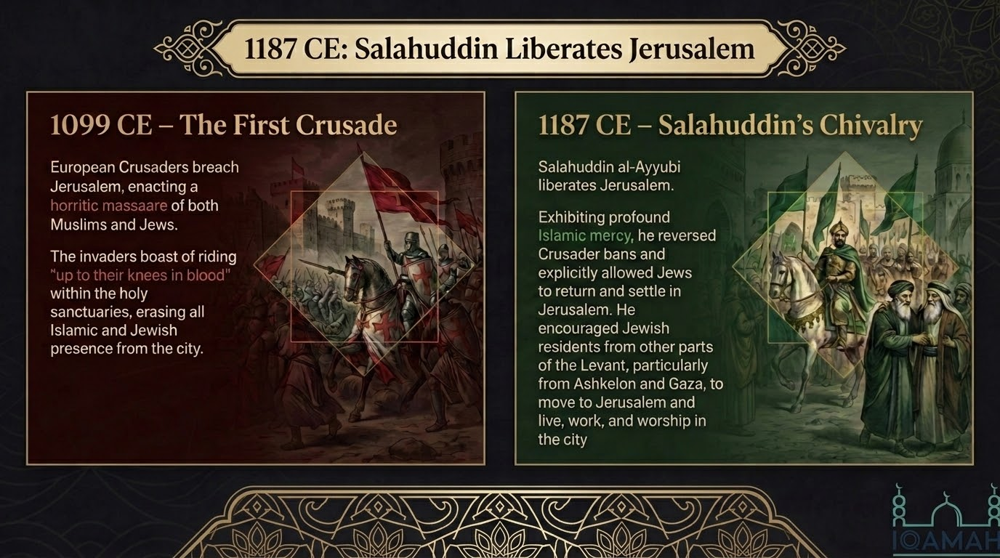 1187 CE: Salahuddin Liberates Jerusalem
1099 CE – The First Crusade
European Crusaders breach
Jerusalem, enacting a
horritic massaare of both
Muslims and Jews.
The invaders boast of riding
"up to their knees in blood"
within the holy
sanctuaries, erasing all
Islamic and Jewish
presence from the city.
1187 CE – Salahuddin's Chivalry
Salahuddin al-Ayyubi
liberates Jerusalem.
Exhibiting profound
Islamic mercy, he reversed
Crusader bans and
explicitly allowed Jews
to return and settle in
Jerusalem. He
encouraged Jewish
residents from other parts
of the Levant, particularly
from Ashkelon and Gaza, to
move to Jerusalem and
live, work, and worship in
the city
IQAMAH